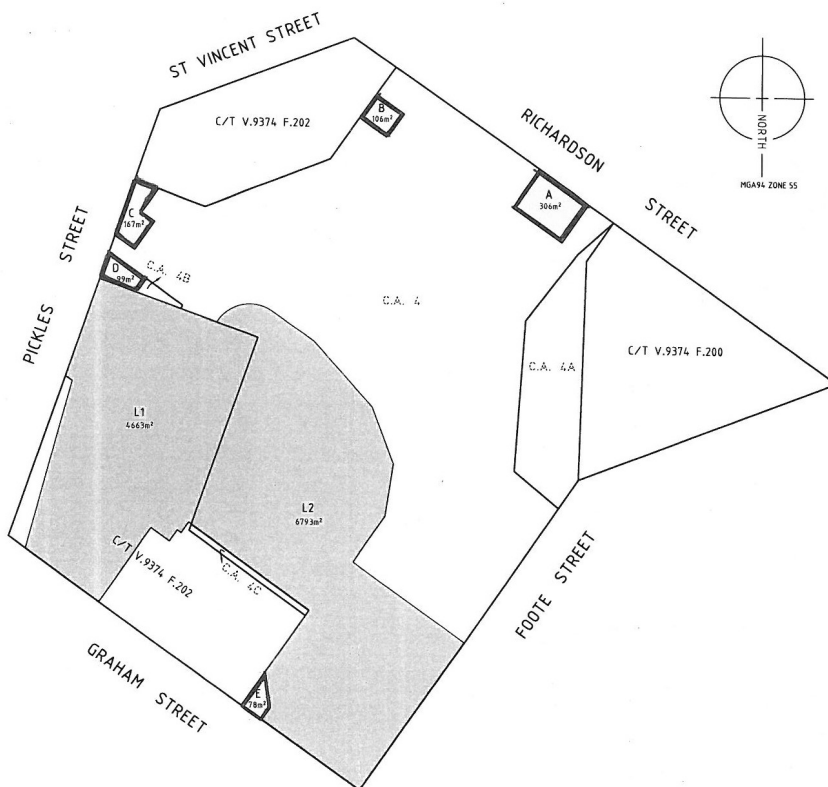 ST VINCENT STREET
C/T V.9374 F.202
B
106m²
RICHARDSON STREET
NORTH
MGA94 ZONE 55
A
306m²
C
167m²
PICKLES STREET
D
99m²
C.A. 4B
C.A. 4
C.A. 4A
C/T V.9374 F.200
L1
4663m²
L2
6793m²
C/T V.9374 F.202
C.A. 4C
FOOTE STREET
GRAHAM STREET
E
78m²